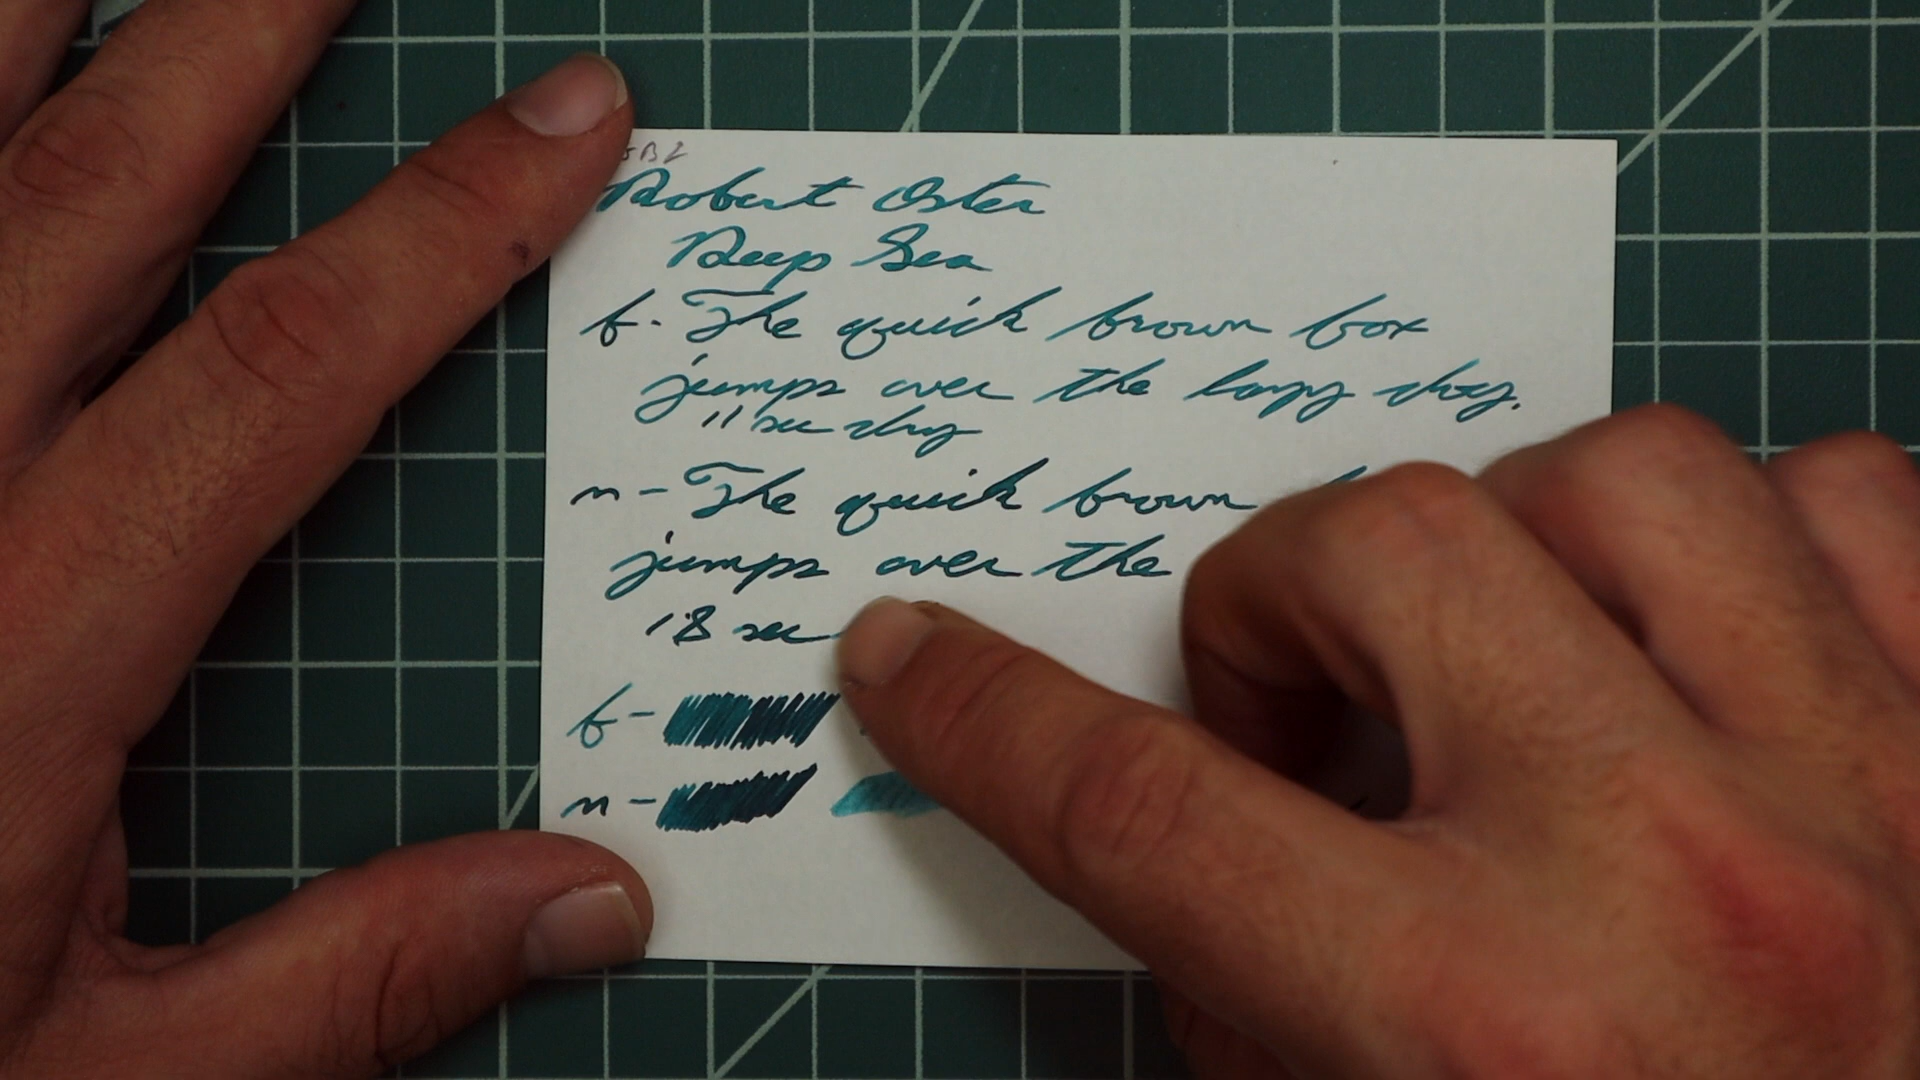 Robert Oster
Deep Sea
f. The quick brown fox
jumps over the lazy dog.
11 sec dry
m - The quick brown
jumps over the
18 sec
f -
m -